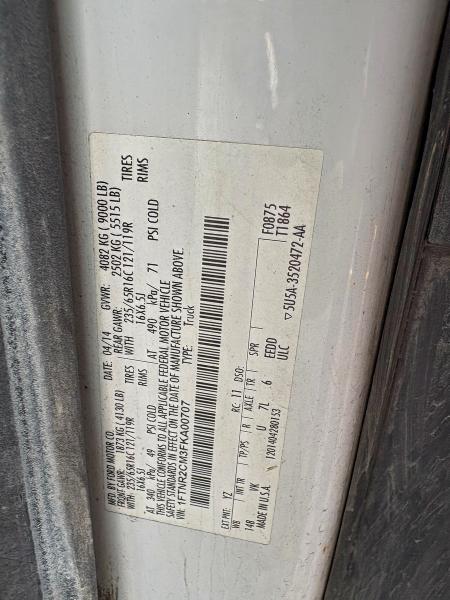 MFD. BY FORD MOTOR CO.
DATE: 04/14 GVWR: 4082 KG ( 9000 LB)
FRONT GAWR: 1873 KG ( 4130 LB) REAR GAWR: 2502 KG ( 5515 LB)
WITH 235/65R16C 121/119R TIRES WITH 235/65R16C 121/119R TIRES
16X6.5J RIMS 16X6.5J RIMS
AT 340 kPa/ 49 PSI COLD AT 490 kPa/ 71 PSI COLD
THIS VEHICLE CONFORMS TO ALL APPLICABLE FEDERAL MOTOR VEHICLE
SAFETY STANDARDS IN EFFECT ON THE DATE OF MANUFACTURE SHOWN ABOVE.
VIN: 1FTNR2CM3FKA00707
TYPE: Truck
F0875
T1864
EXT PNT: YZ RC: 11 DSO:
WB INT TR TP/PS R AXLE TR SPR
148 VK U 7L 6 EEDD
ULC
MADE IN U.S.A. 1201404280153
▽5U5A-3520472-AA